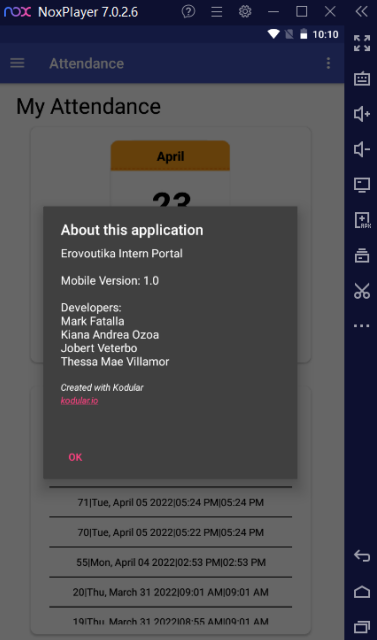 nox NoxPlayer 7.0.2.6
10:10
Attendance
My Attendance
April
23
About this application
Erovoutika Intern Portal
Mobile Version: 1.0
Developers:
Mark Fatalla
Kiana Andrea Ozoa
Jobert Veterbo
Thessa Mae Villamor
Created with Kodular
kodular.io
OK
71|Tue, April 05 2022|05:24 PM|05:24 PM
70|Tue, April 05 2022|05:22 PM|05:24 PM
55|Mon, April 04 2022|02:53 PM|02:53 PM
20|Thu, March 31 2022|09:01 AM|09:01 AM
19|Thu, March 31 2022|08:55 AM|09:01 AM